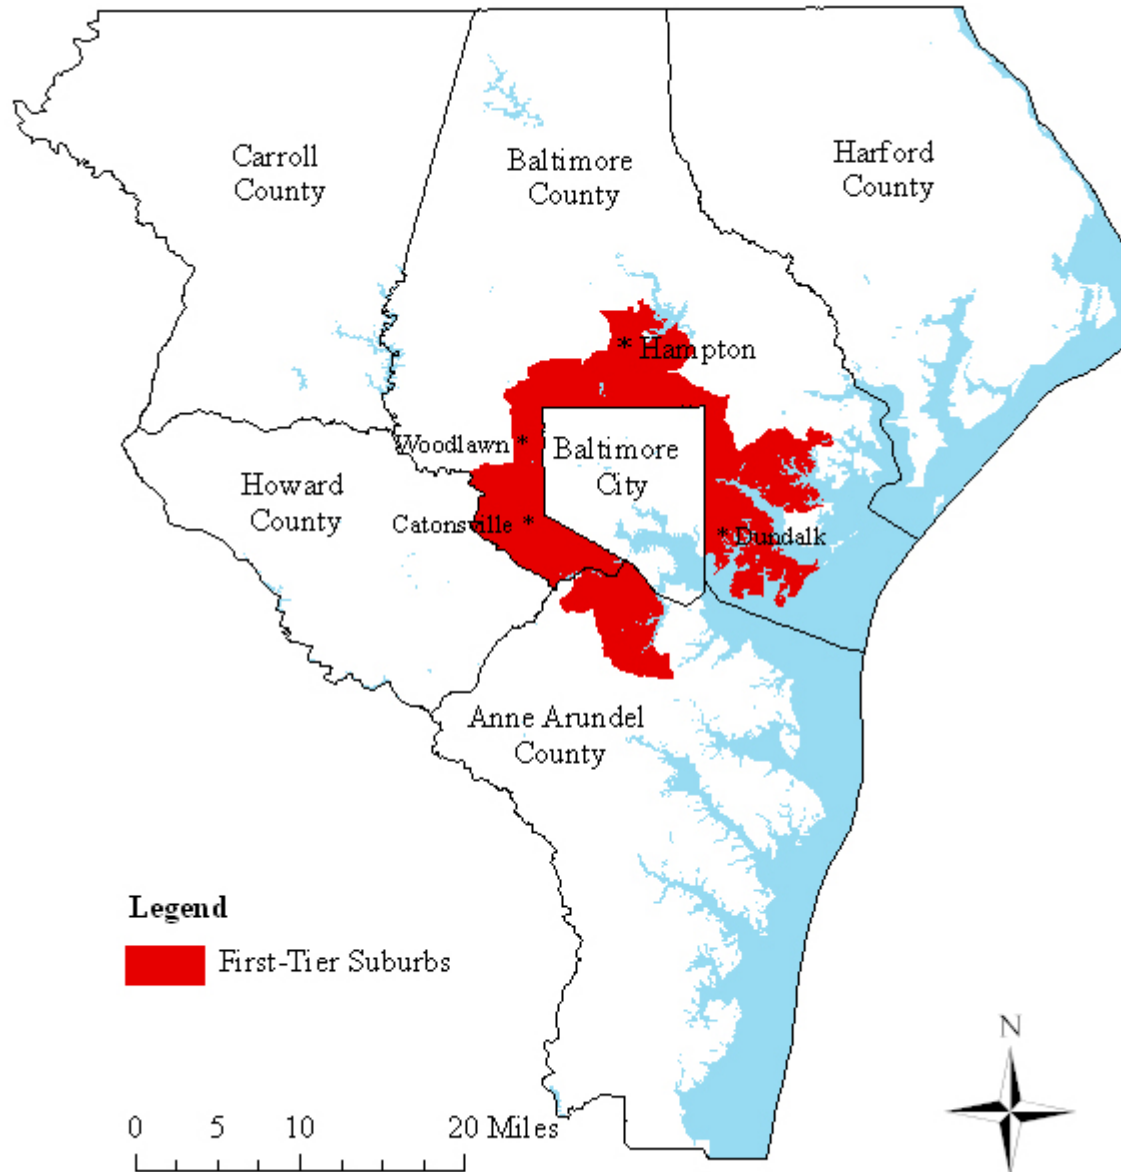 Carroll
County
Baltimore
County
Harford
County
* Hampton
Woodlawn *
Baltimore
City
Howard
County
Catonsville *
* Dundalk
Anne Arundel
County
Legend
First-Tier Suburbs
N
0 5 10 20 Miles